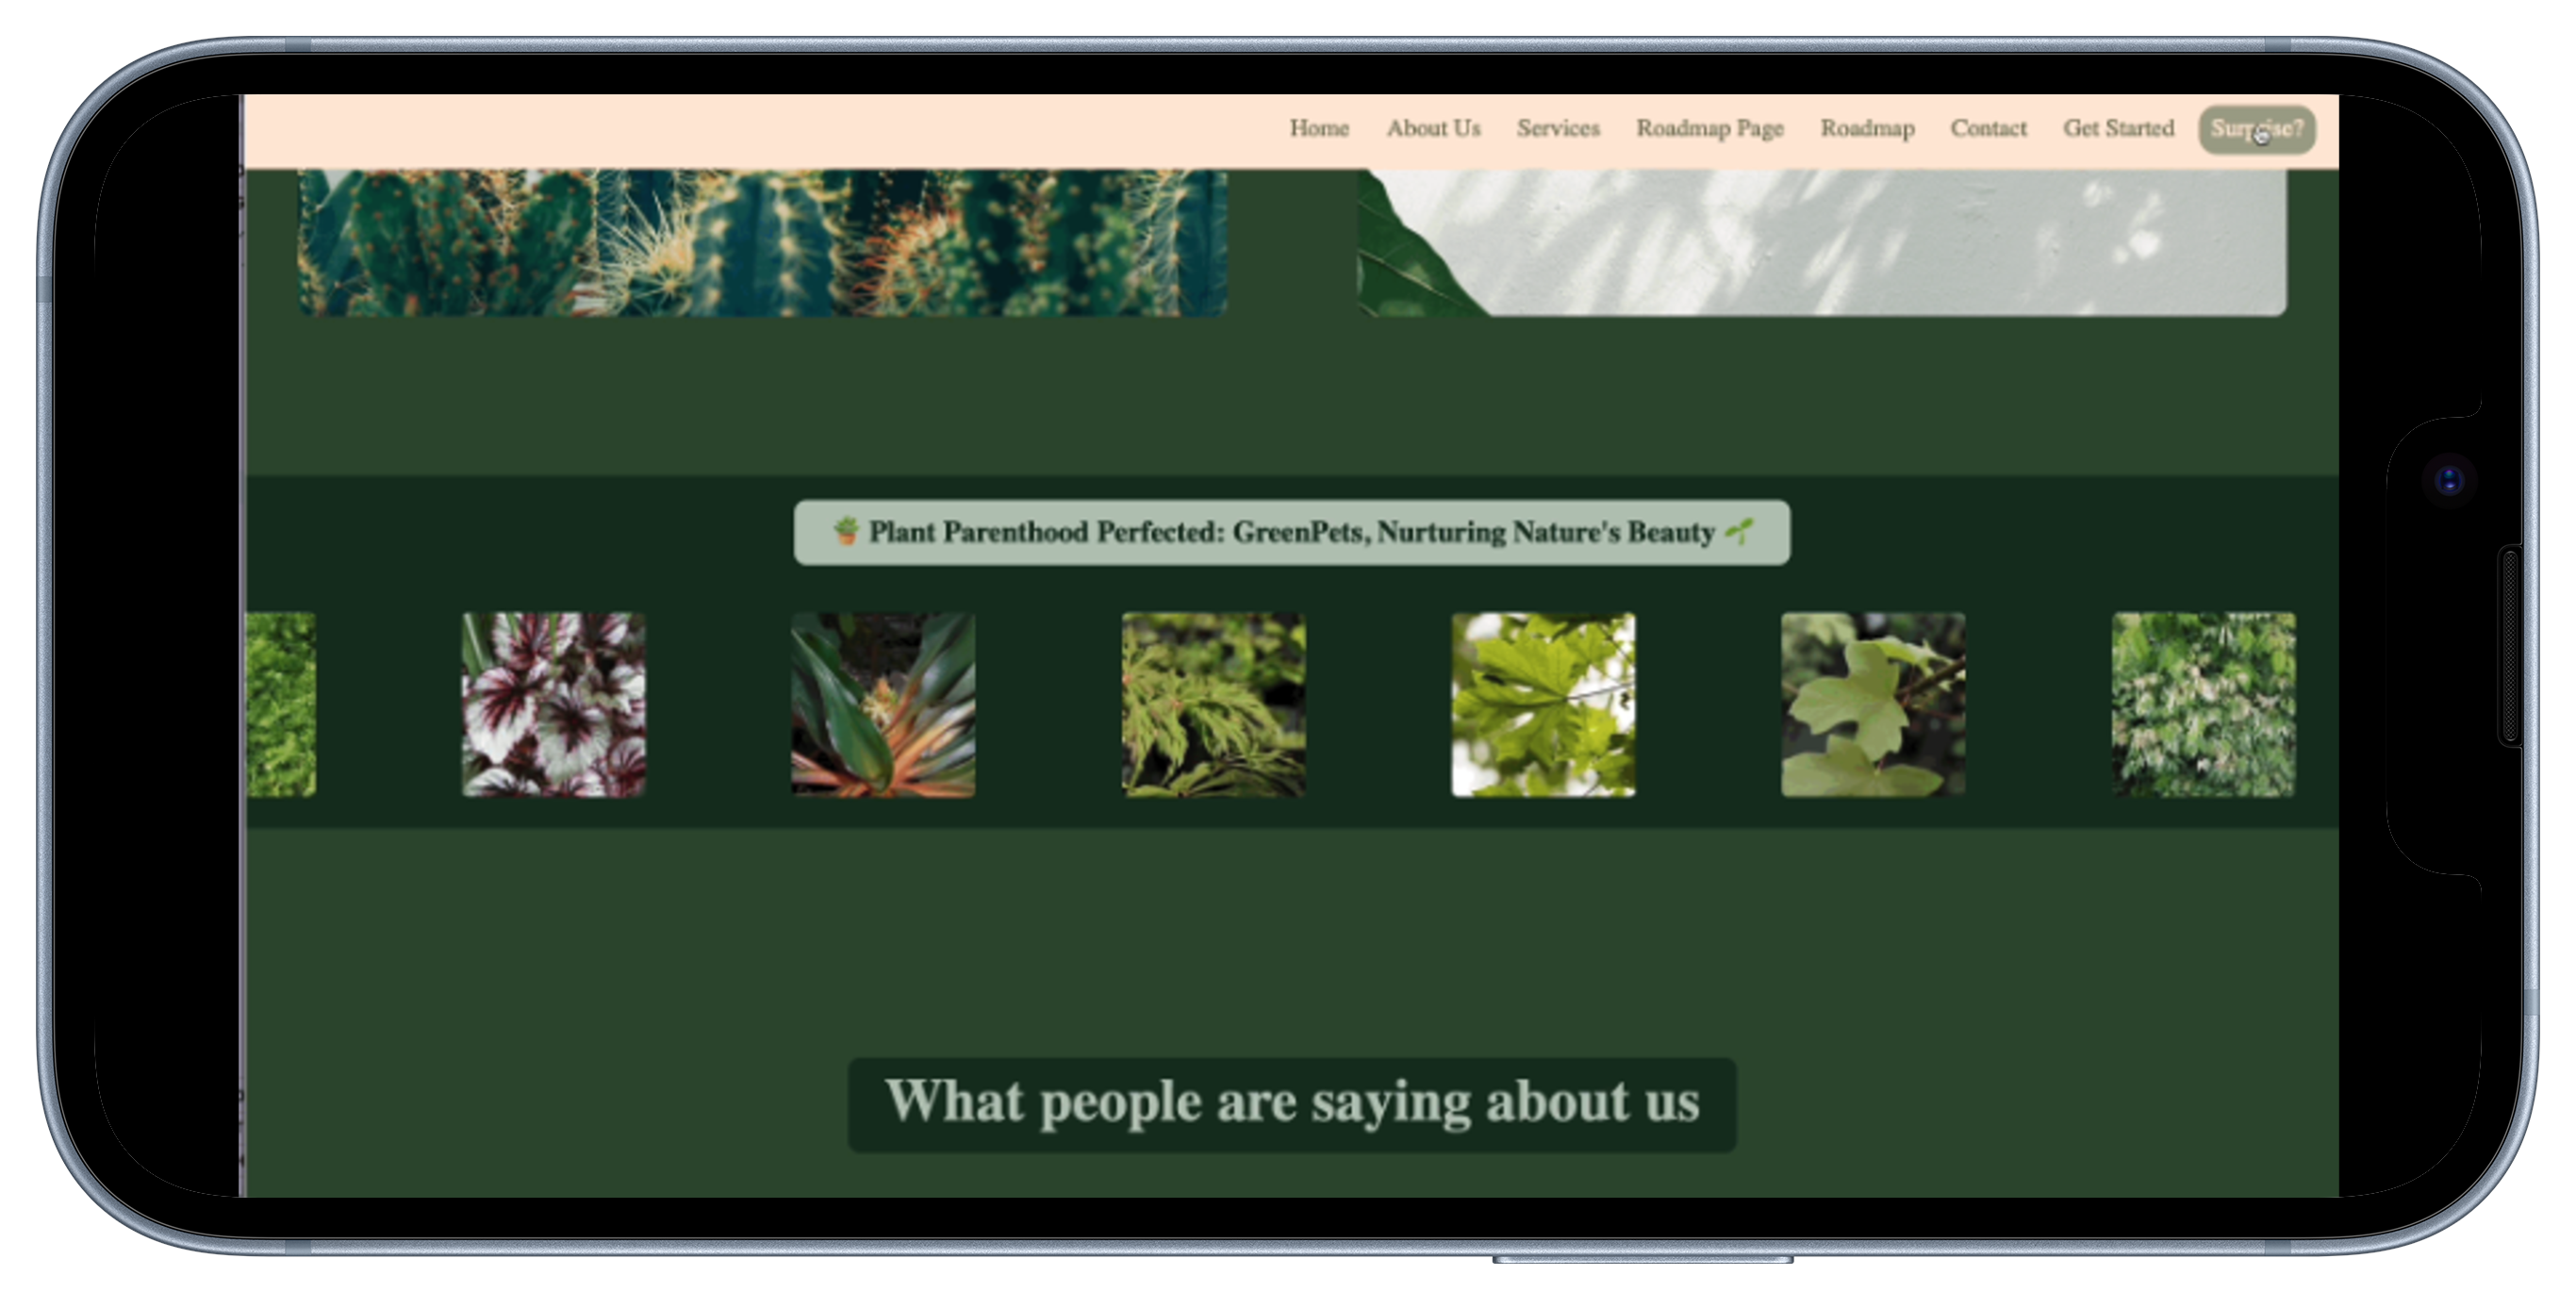 Home About Us Services Roadmap Page Roadmap Contact Get Started Surprise?
🪴 Plant Parenthood Perfected: GreenPets, Nurturing Nature's Beauty 🌱
What people are saying about us